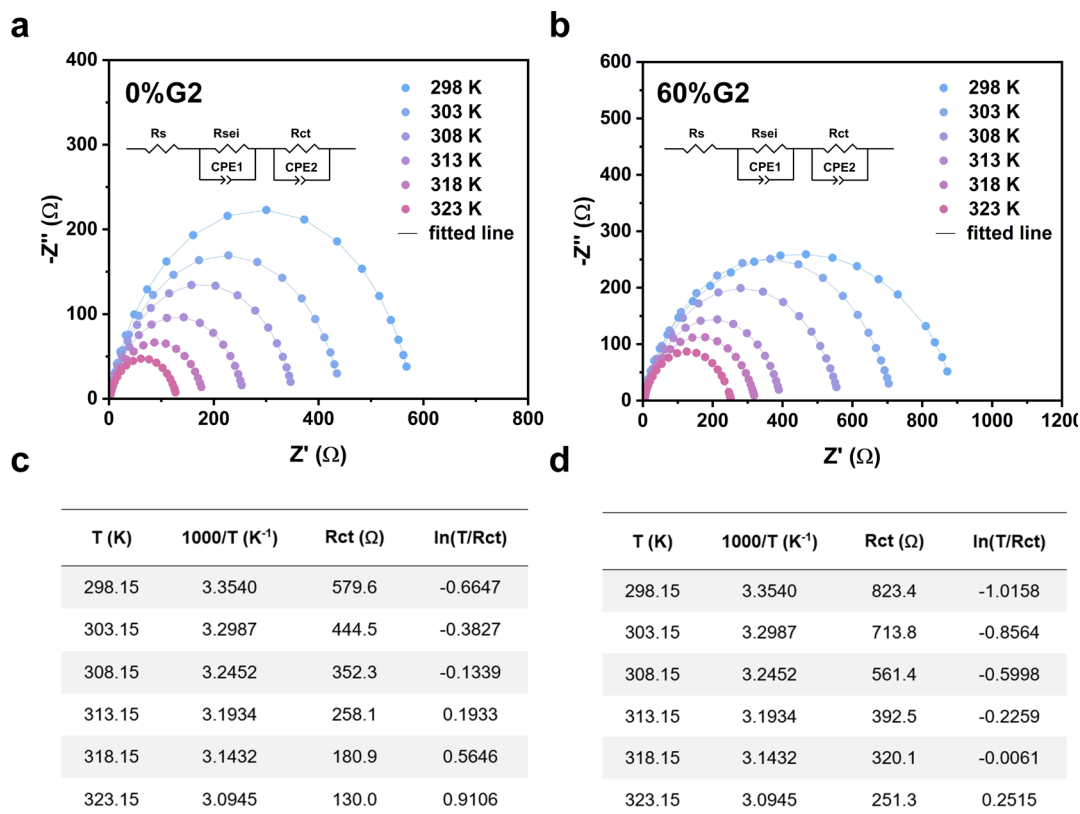 a
0%G2
Rs Rsei Rct
CPE1 CPE2
298 K
303 K
308 K
313 K
318 K
323 K
fitted line
400
300
200
100
0
-Z'' (Ω)
0 200 400 600 800
Z' (Ω)
b
60%G2
Rs Rsei Rct
CPE1 CPE2
298 K
303 K
308 K
313 K
318 K
323 K
fitted line
600
550
500
450
400
350
300
250
200
150
100
50
0
-Z'' (Ω)
0 200 400 600 800 1000 1200
Z' (Ω)
c
T (K) 1000/T (K⁻¹) Rct (Ω) ln(T/Rct)
298.15 3.3540 579.6 -0.6647
303.15 3.2987 444.5 -0.3827
308.15 3.2452 352.3 -0.1339
313.15 3.1934 258.1 0.1933
318.15 3.1432 180.9 0.5646
323.15 3.0945 130.0 0.9106
d
T (K) 1000/T (K⁻¹) Rct (Ω) ln(T/Rct)
298.15 3.3540 823.4 -1.0158
303.15 3.2987 713.8 -0.8564
308.15 3.2452 561.4 -0.5998
313.15 3.1934 392.5 -0.2259
318.15 3.1432 320.1 -0.0061
323.15 3.0945 251.3 0.2515